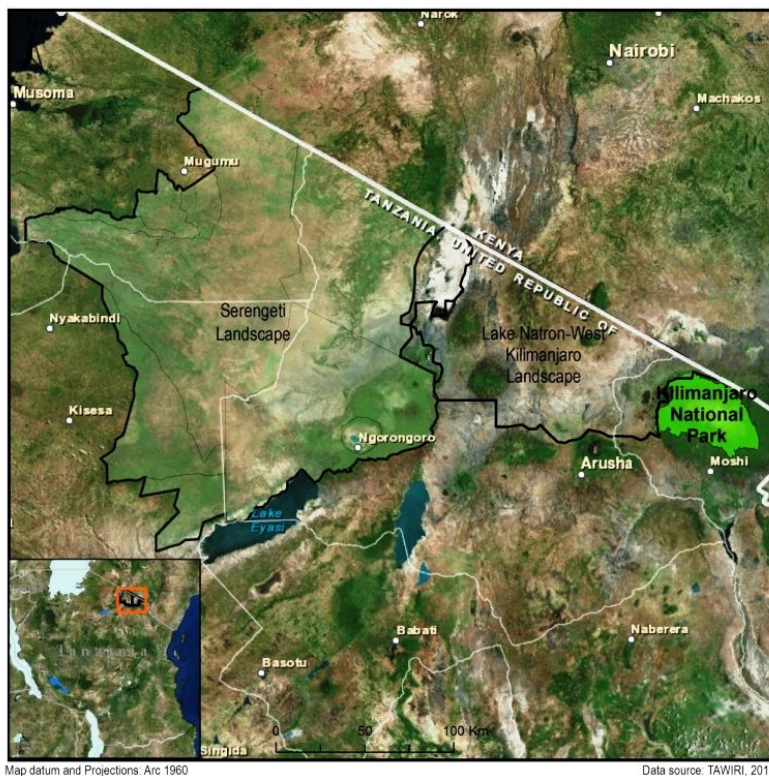 Narok
Nairobi
Musoma
Machakos
Mugumu
TANZANIA UNITED REPUBLIC OF
KENYA
Serengeti
Landscape
Nyakabindi
Lake Natron-West
Kilimanjaro
Landscape
Kilimanjaro
National
Park
Kisesa
Ngorongoro
Arusha
Moshi
Lake
Eyasi
Tanzania
Babati
Naberera
Basotu
0 50 100 Km
Singida
Map datum and Projections: Arc 1960
Data source: TAWIRI, 201